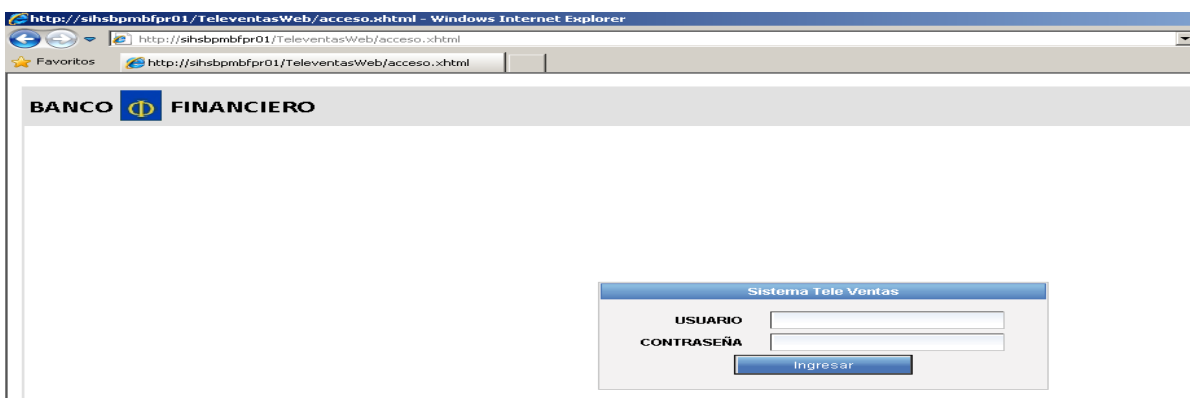 http://sihsbpmbfpr01/TeleventasWeb/acceso.xhtml - Windows Internet Explorer
http://sihsbpmbfpr01/TeleventasWeb/acceso.xhtml
Favoritos http://sihsbpmbfpr01/TeleventasWeb/acceso.xhtml
BANCO Φ FINANCIERO
Sistema Tele Ventas
USUARIO
CONTRASEÑA
Ingresar